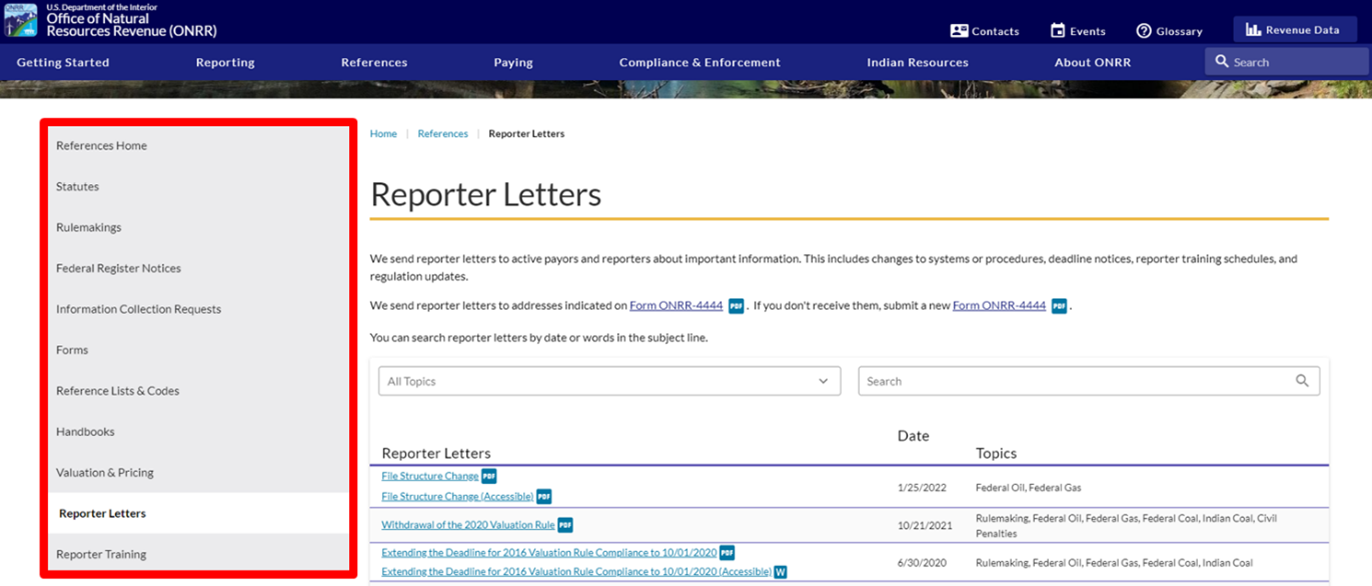 U.S. Department of the Interior
Office of Natural
Resources Revenue (ONRR)
Contacts
Events
Glossary
Revenue Data
Getting Started
Reporting
References
Paying
Compliance & Enforcement
Indian Resources
About ONRR
Search
References Home
Statutes
Rulemakings
Federal Register Notices
Information Collection Requests
Forms
Reference Lists & Codes
Handbooks
Valuation & Pricing
Reporter Letters
Reporter Training
Home | References | Reporter Letters
Reporter Letters
We send reporter letters to active payors and reporters about important information. This includes changes to systems or procedures, deadline notices, reporter training schedules, and
regulation updates.
We send reporter letters to addresses indicated on Form ONRR-4444 PDF . If you don't receive them, submit a new Form ONRR-4444 PDF .
You can search reporter letters by date or words in the subject line.
All Topics
Search
Reporter Letters
Date
Topics
File Structure Change PDF
File Structure Change (Accessible) PDF
1/25/2022
Federal Oil, Federal Gas
Withdrawal of the 2020 Valuation Rule PDF
10/21/2021
Rulemaking, Federal Oil, Federal Gas, Federal Coal, Indian Coal, Civil
Penalties
Extending the Deadline for 2016 Valuation Rule Compliance to 10/01/2020 PDF
Extending the Deadline for 2016 Valuation Rule Compliance to 10/01/2020 (Accessible) W
6/30/2020
Rulemaking, Federal Oil, Federal Gas, Federal Coal, Indian Coal